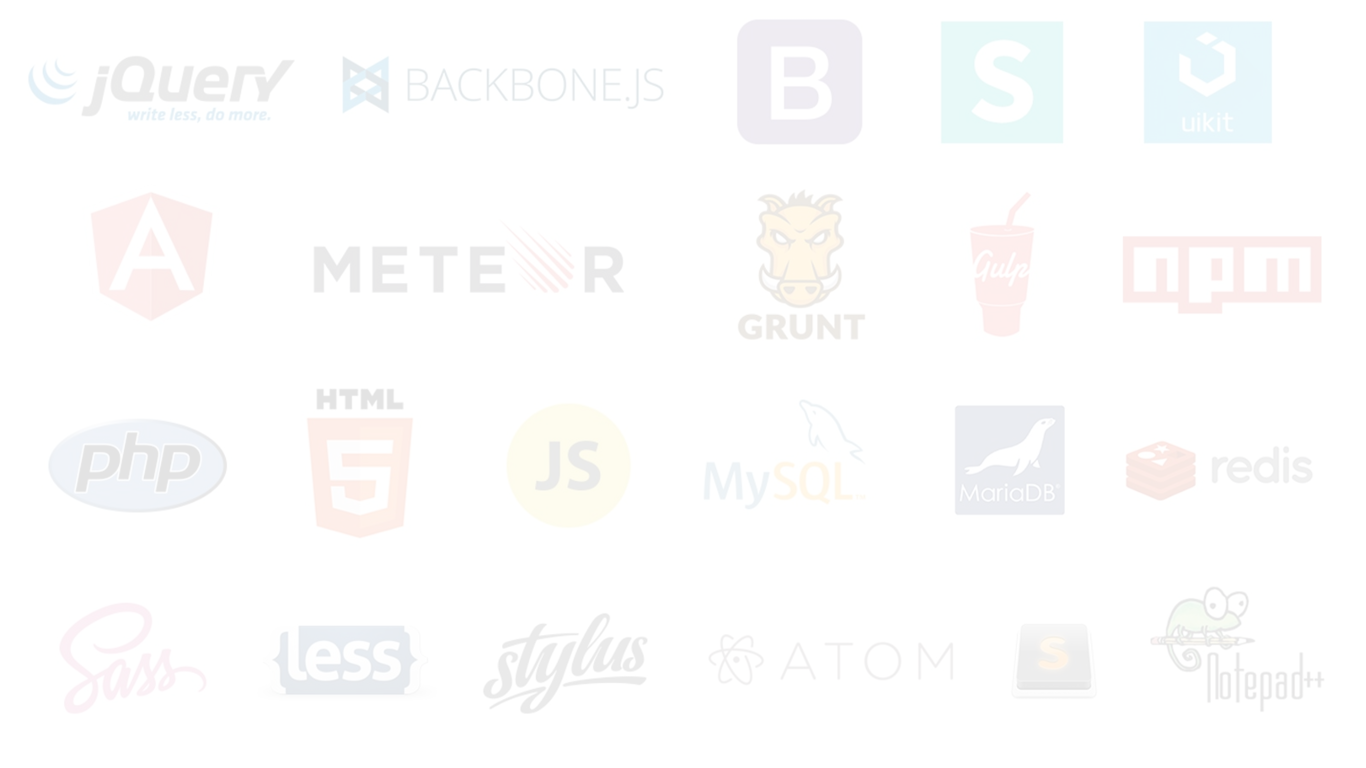 jQuery
write less, do more.
BACKBONE.JS
B
S
uikit
A
METEOR
GRUNT
Gulp
npm
php
HTML
5
JS
MySQL
MariaDB
redis
Sass
{less}
stylus
ATOM
S
Notepad++